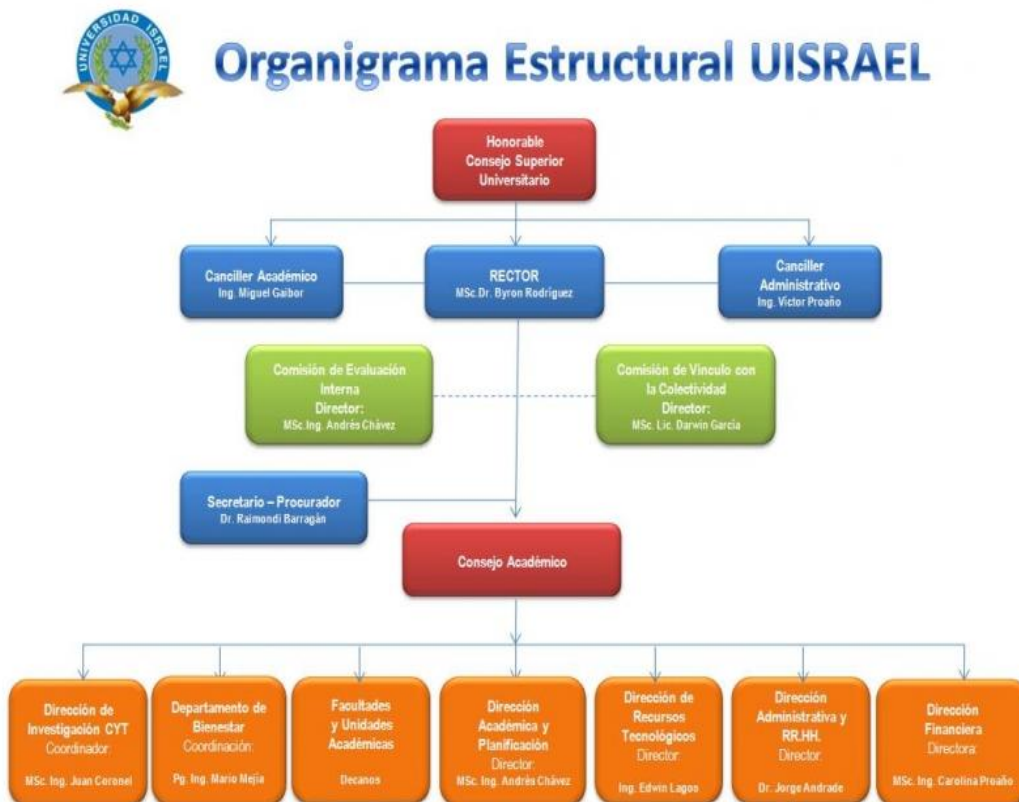 UNIVERSIDAD ISRAEL
Organigrama Estructural UISRAEL
Honorable
Consejo Superior
Universitario
Canciller Académico
Ing. Miguel Gaibor
RECTOR
MSc.Dr. Byron Rodríguez
Canciller
Administrativo
Ing. Víctor Proaño
Comisión de Evaluación
Interna
Director:
MSc. Ing. Andrés Chávez
Comisión de Vínculo con
la Colectividad
Director:
MSc. Lic. Darwin García
Secretario – Procurador
Dr. Raimondi Barragán
Consejo Académico
Dirección de
Investigación CYT
Coordinador:
MSc. Ing. Juan Coronel
Departamento de
Bienestar
Coordinación:
Pg. Ing. Mario Mejía
Facultades
y Unidades
Académicas
Decanos
Dirección
Académica y
Planificación
Director:
MSc. Ing. Andrés Chávez
Dirección de
Recursos
Tecnológicos
Director:
Ing. Edwin Lagos
Dirección
Administrativa y
RR.HH.
Director:
Dr. Jorge Andrade
Dirección
Financiera
Directora:
MSc. Ing. Carolina Proaño